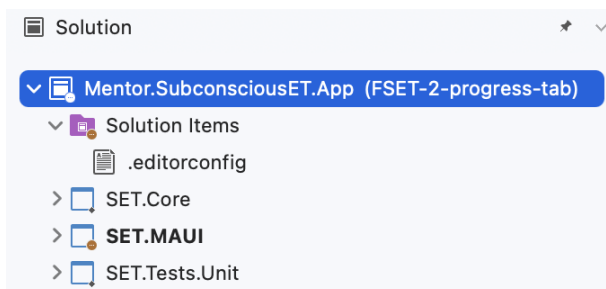 Solution
Mentor.SubconsciousET.App (FSET-2-progress-tab)
Solution Items
.editorconfig
SET.Core
SET.MAUI
SET.Tests.Unit